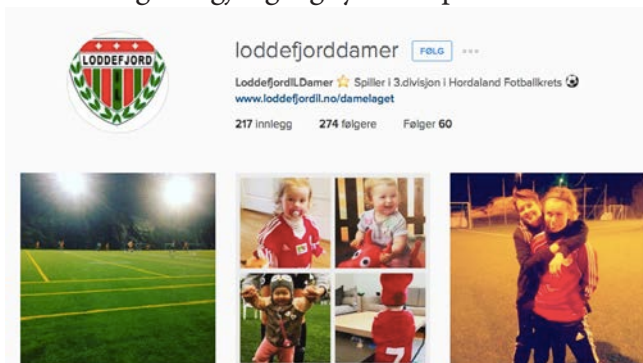 LODDEFJORD
loddefjorddamer FØLG
LoddefjordILDamer ⭐ Spiller i 3.divisjon i Hordaland Fotballkrets ⚽
www.loddefjordil.no/damelaget
217 innlegg 274 følgere Følger 60
7